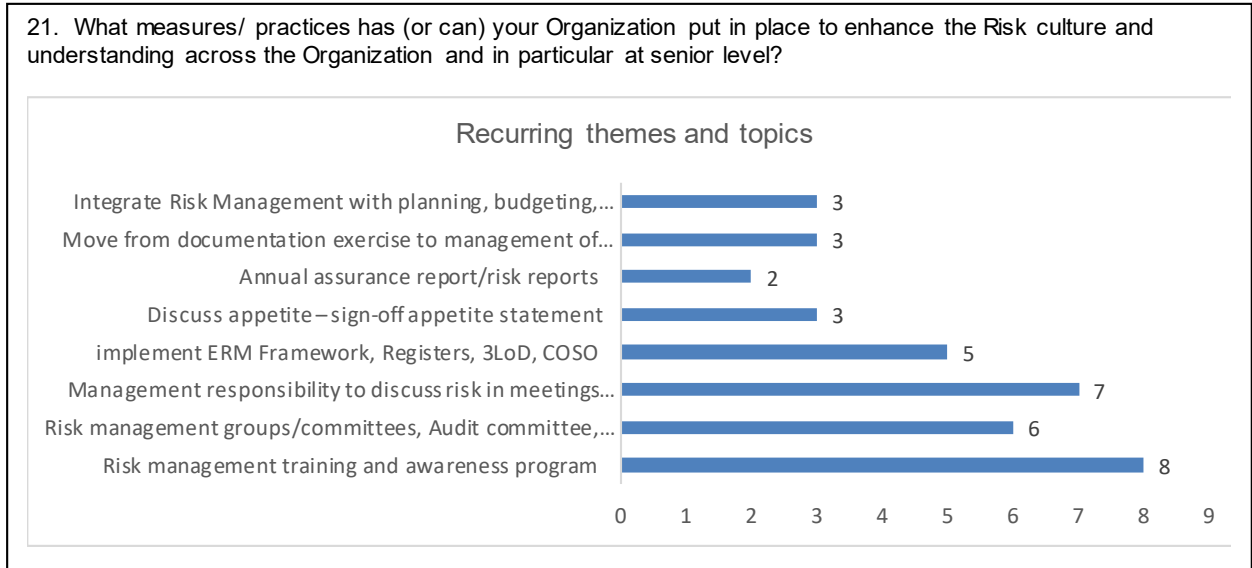 21. What measures/ practices has (or can) your Organization put in place to enhance the Risk culture and
understanding across the Organization and in particular at senior level?
Recurring themes and topics
Integrate Risk Management with planning, budgeting,... 3
Move from documentation exercise to management of... 3
Annual assurance report/risk reports 2
Discuss appetite – sign-off appetite statement 3
implement ERM Framework, Registers, 3LoD, COSO 5
Management responsibility to discuss risk in meetings... 7
Risk management groups/committees, Audit committee,... 6
Risk management training and awareness program 8
0 1 2 3 4 5 6 7 8 9